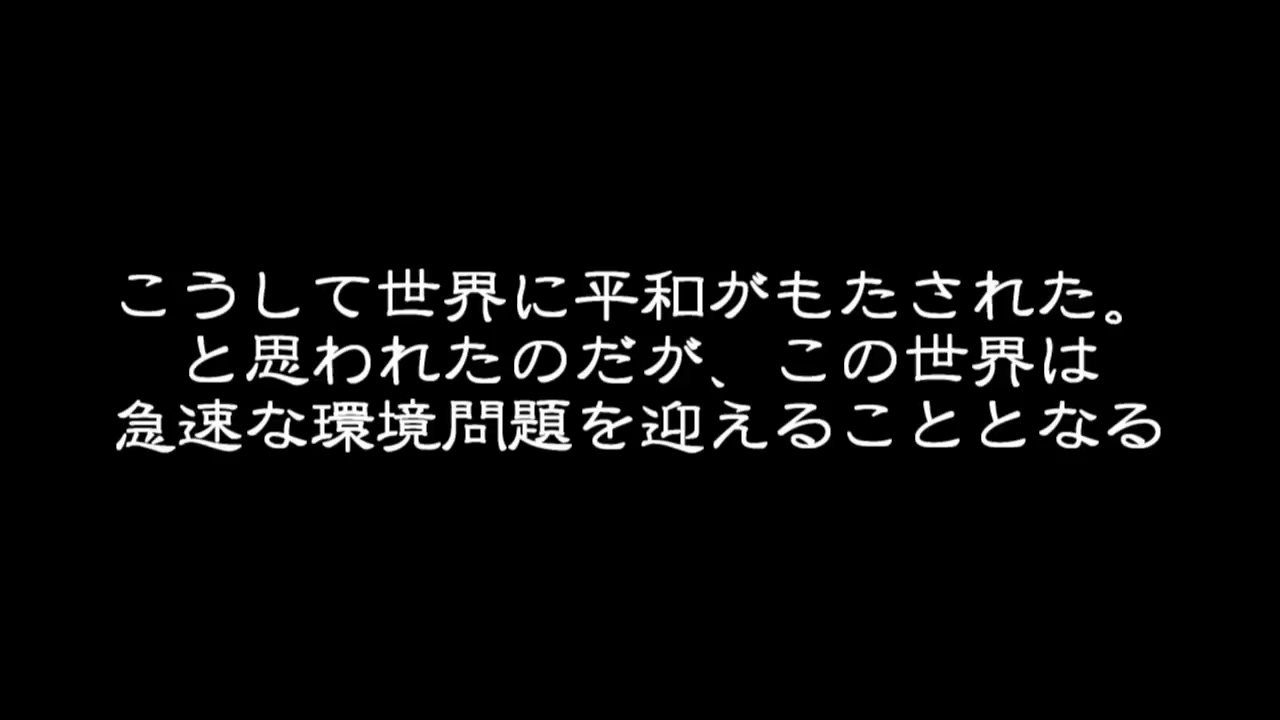 こうして世界に平和がもたされた。
と思われたのだが、この世界は
急速な環境問題を迎えることとなる